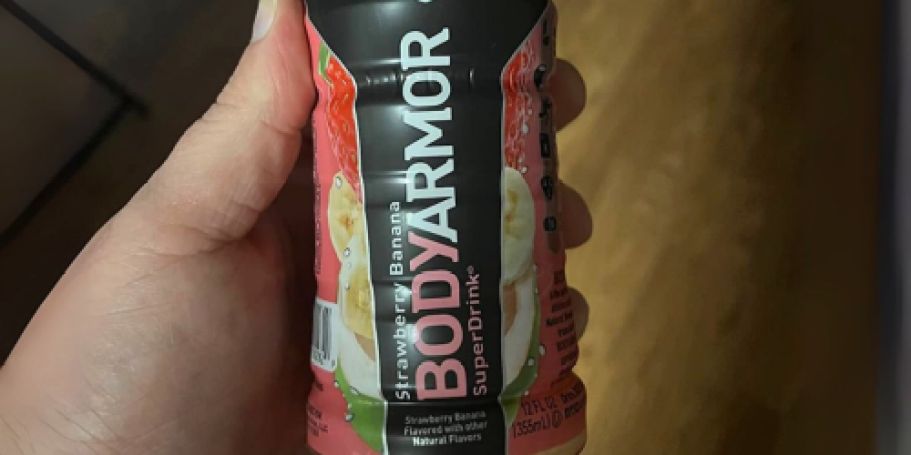 Strawberry Banana
BODYARMOR
SuperDrink®
Strawberry Banana
Flavored with other
Natural Flavors
12 FL OZ
(355mL)